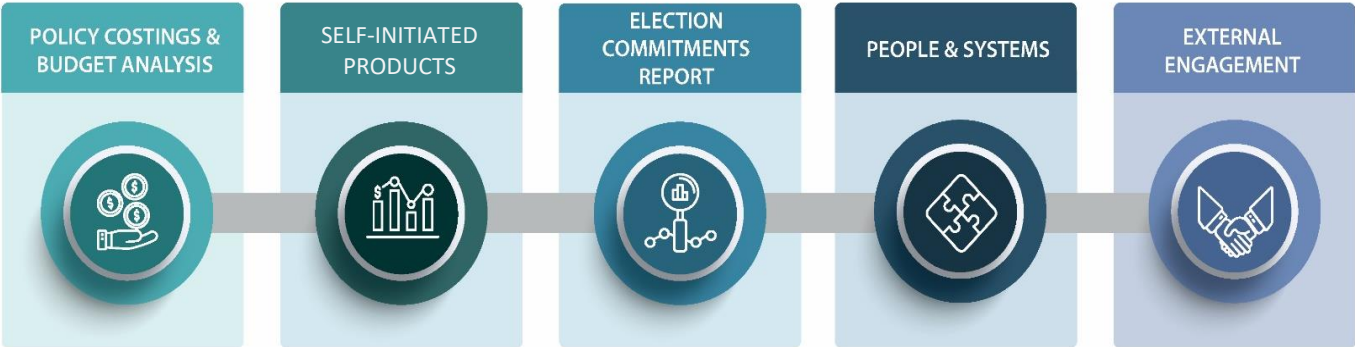 POLICY COSTINGS &
BUDGET ANALYSIS
SELF-INITIATED
PRODUCTS
ELECTION
COMMITMENTS
REPORT
PEOPLE & SYSTEMS
EXTERNAL
ENGAGEMENT
$
$
$
$